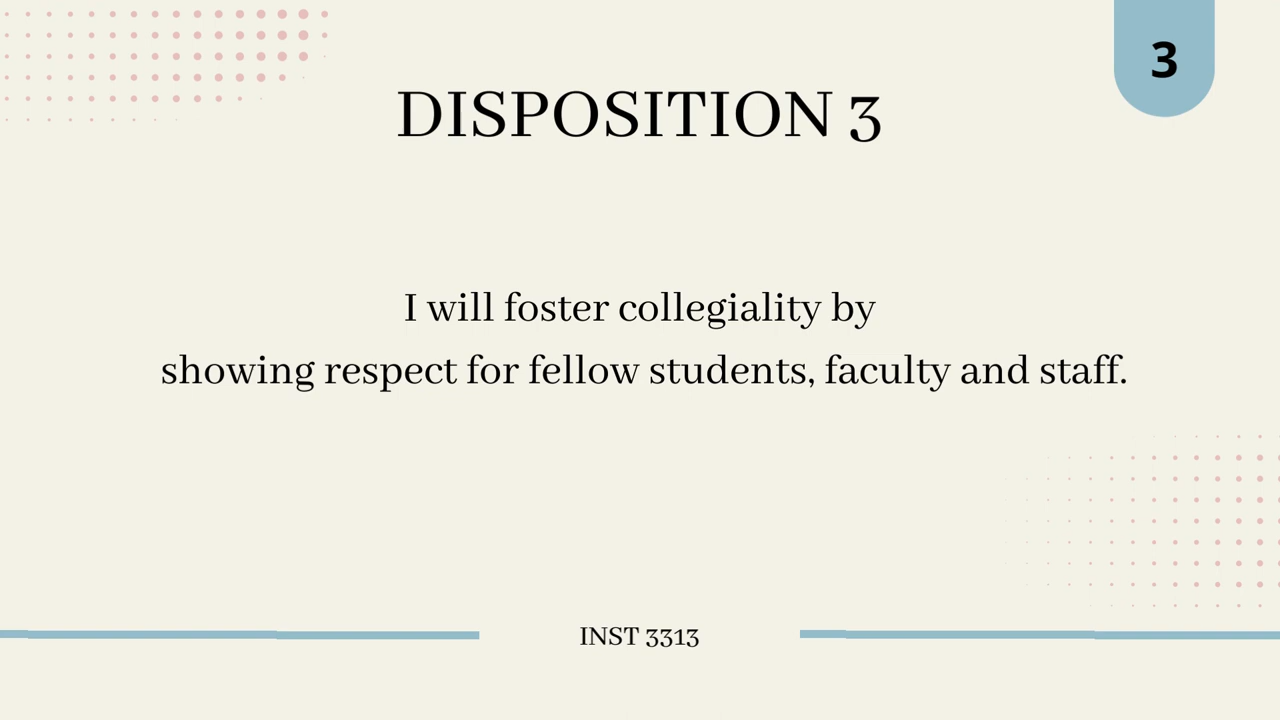 3
DISPOSITION 3
I will foster collegiality by
showing respect for fellow students, faculty and staff.
INST 3313